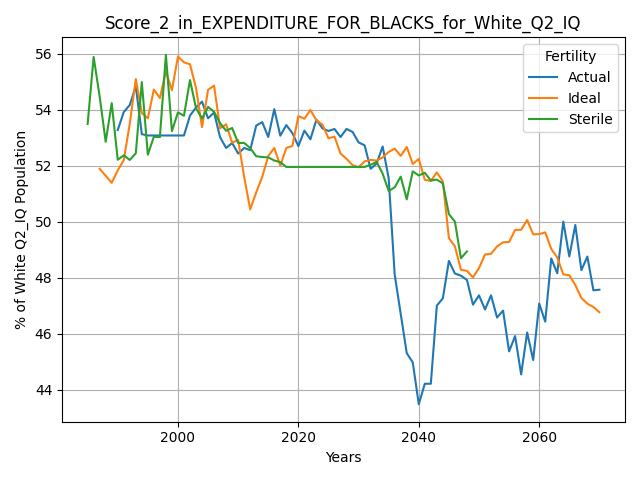 Score_2_in_EXPENDITURE_FOR_BLACKS_for_White_Q2_IQ
Fertility
Actual
Ideal
Sterile
% of White Q2_IQ Population
56
54
52
50
48
46
44
2000
2020
2040
2060
Years